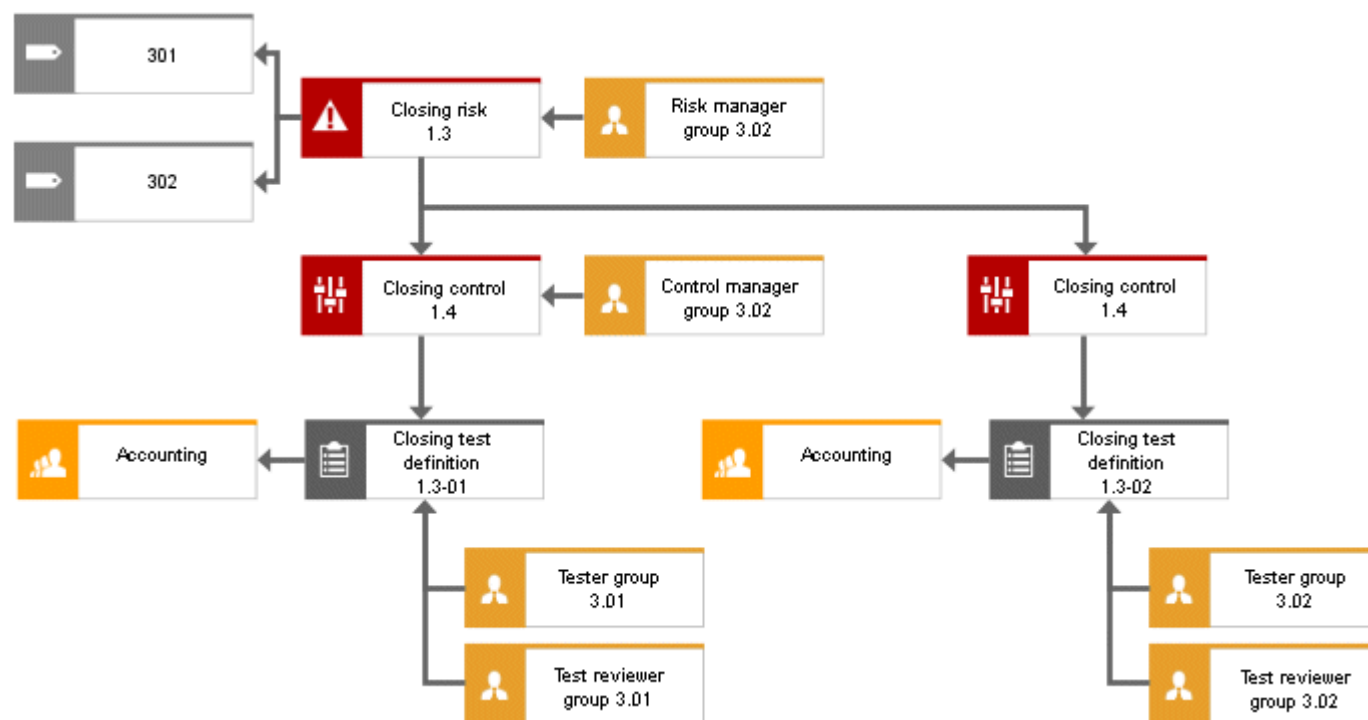 301
302
Closing risk
1.3
Risk manager
group 3.02
Closing control
1.4
Control manager
group 3.02
Closing control
1.4
Accounting
Closing test
definition
1.3-01
Accounting
Closing test
definition
1.3-02
Tester group
3.01
Tester group
3.02
Test reviewer
group 3.01
Test reviewer
group 3.02